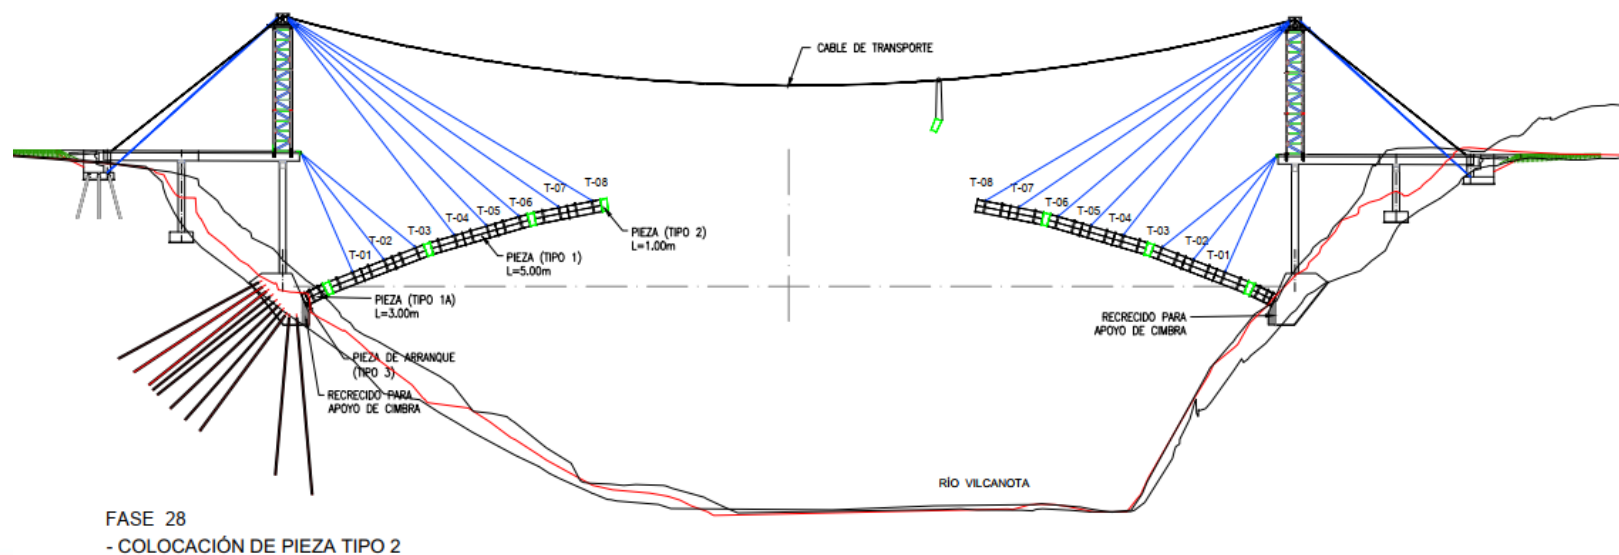 CABLE DE TRANSPORTE
T-08
T-07
T-06
T-05
T-04
T-03
T-02
T-01
PIEZA (TIPO 2)
L=1.00m
PIEZA (TIPO 1)
L=5.00m
PIEZA (TIPO 1A)
L=3.00m
PIEZA DE ARRANQUE
(TIPO 3)
RECRECIDO PARA
APOYO DE CIMBRA
T-08
T-07
T-06
T-05
T-04
T-03
T-02
T-01
RECRECIDO PARA
APOYO DE CIMBRA
RÍO VILCANOTA
FASE 28
- COLOCACIÓN DE PIEZA TIPO 2